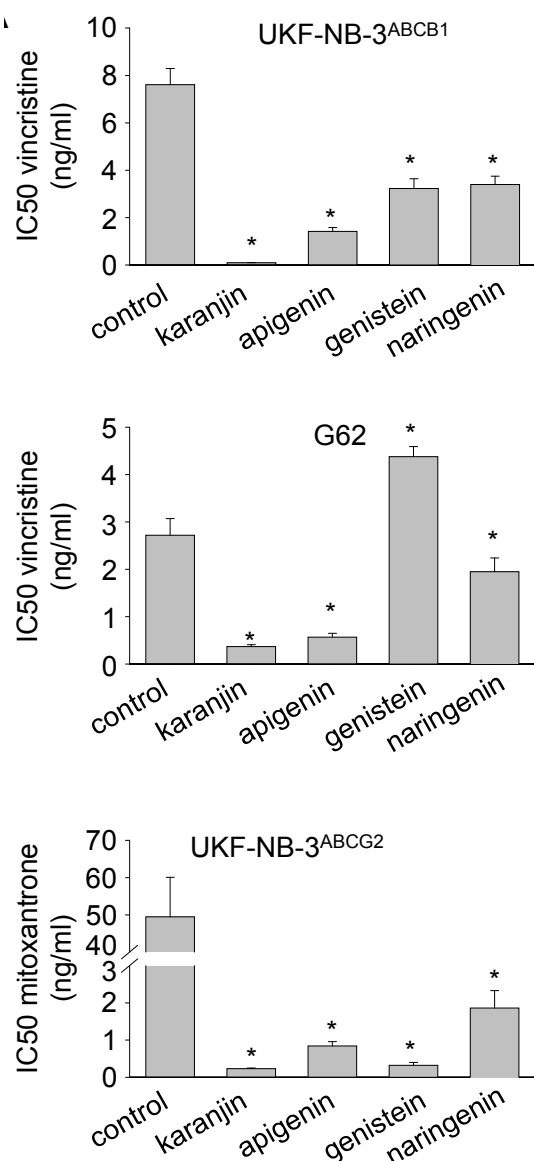 UKF-NB-3ABCB1
IC50 vincristine
(ng/ml)
10
8
6
4
2
0
* * * *
control karanjin apigenin genistein naringenin
G62
IC50 vincristine
(ng/ml)
5
4
3
2
1
0
* * * *
control karanjin apigenin genistein naringenin
UKF-NB-3ABCG2
IC50 mitoxantrone
(ng/ml)
70
60
50
40
3
2
1
0
* * * *
control karanjin apigenin genistein naringenin